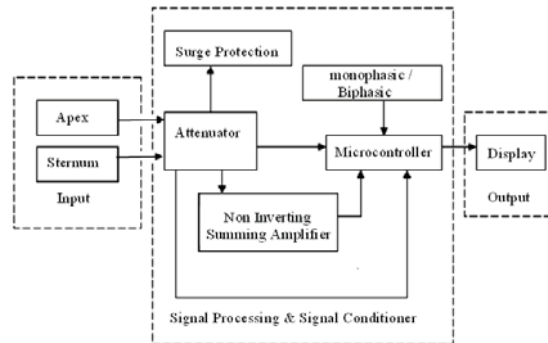 Surge Protection
monophasic /
Biphasic
Apex
Attenuator
Sternum
Microcontroller
Display
Input
Non Inverting
Summing Amplifier
Output
Signal Processing & Signal Conditioner